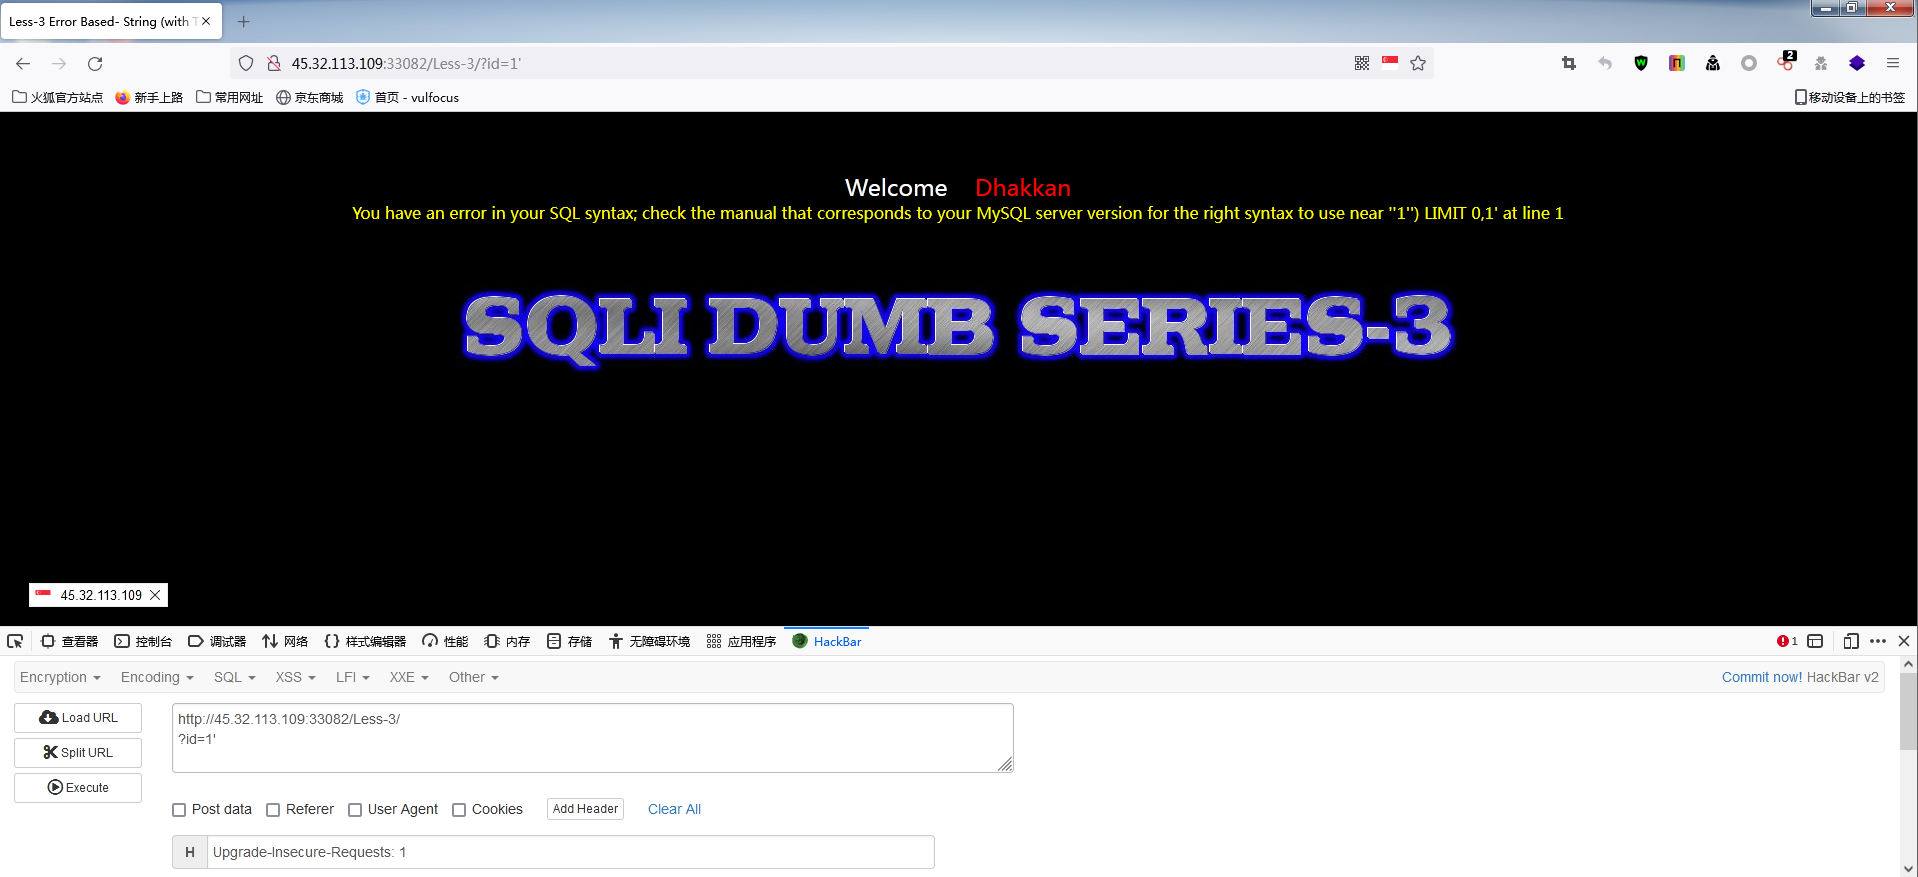 Less-3 Error Based- String (with T
45.32.113.109:33082/Less-3/?id=1'
2
火狐官方站点 新手上路 常用网址 京东商城 首页 - vulfocus 移动设备上的书签
Welcome Dhakkan
You have an error in your SQL syntax; check the manual that corresponds to your MySQL server version for the right syntax to use near ''1'') LIMIT 0,1' at line 1
SQLI DUMB SERIES-3
45.32.113.109
查看器 控制台 调试器 网络 样式编辑器 性能 内存 存储 无障碍环境 应用程序 HackBar 1
Encryption Encoding SQL XSS LFI XXE Other Commit now! HackBar v2
Load URL
http://45.32.113.109:33082/Less-3/
?id=1'
Split URL
Execute
Post data Referer User Agent Cookies Add Header Clear All
H Upgrade-Insecure-Requests: 1